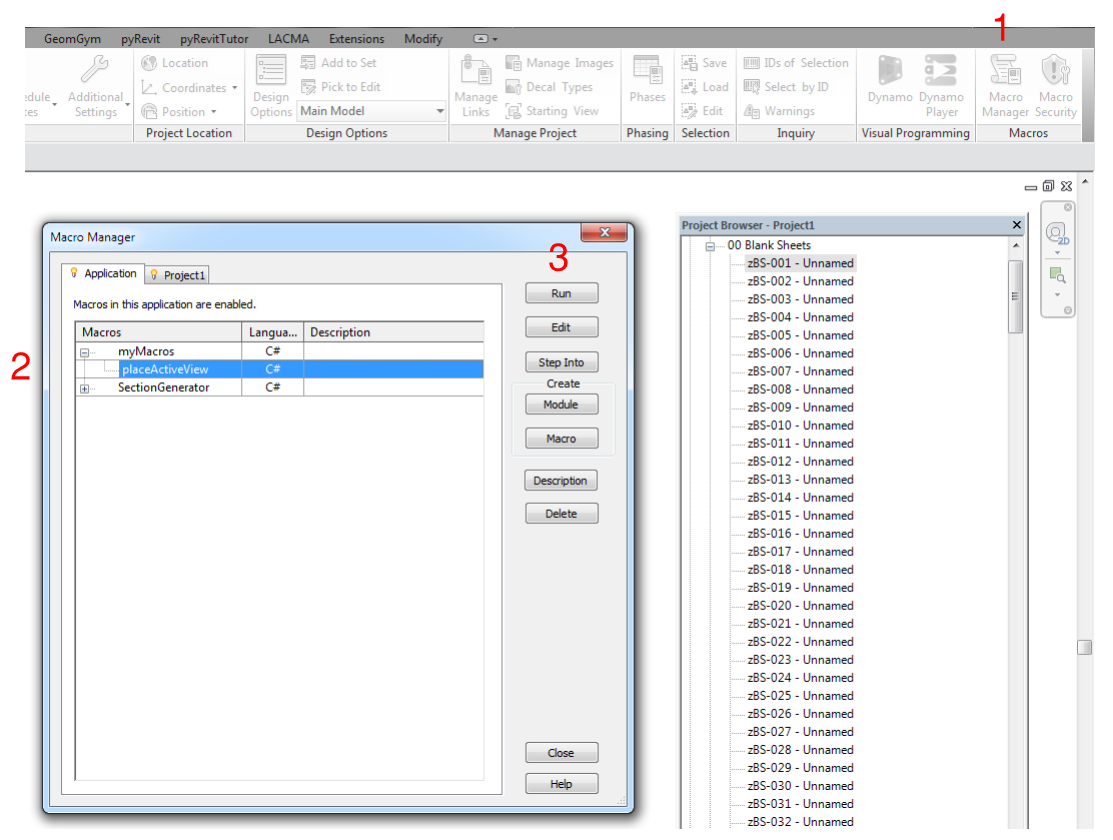 1
GeomGym pyRevit pyRevitTutor LACMA Extensions Modify
Location Add to Set Manage Images Save IDs of Selection
Coordinates Pick to Edit Decal Types Load Select by ID
Additional Settings Design Options Manage Links Phases Dynamo Dynamo Player Macro Manager Macro Security
Position Main Model Starting View Edit Warnings
Project Location Design Options Manage Project Phasing Selection Inquiry Visual Programming Macros
Macro Manager
Application Project1
Macros in this application are enabled.
Macros Langua... Description
myMacros C#
2
placeActiveView C#
SectionGenerator C#
3
Run
Edit
Step Into
Create
Module
Macro
Description
Delete
Close
Help
Project Browser - Project1
00 Blank Sheets
zBS-001 - Unnamed
zBS-002 - Unnamed
zBS-003 - Unnamed
zBS-004 - Unnamed
zBS-005 - Unnamed
zBS-006 - Unnamed
zBS-007 - Unnamed
zBS-008 - Unnamed
zBS-009 - Unnamed
zBS-010 - Unnamed
zBS-011 - Unnamed
zBS-012 - Unnamed
zBS-013 - Unnamed
zBS-014 - Unnamed
zBS-015 - Unnamed
zBS-016 - Unnamed
zBS-017 - Unnamed
zBS-018 - Unnamed
zBS-019 - Unnamed
zBS-020 - Unnamed
zBS-021 - Unnamed
zBS-022 - Unnamed
zBS-023 - Unnamed
zBS-024 - Unnamed
zBS-025 - Unnamed
zBS-026 - Unnamed
zBS-027 - Unnamed
zBS-028 - Unnamed
zBS-029 - Unnamed
zBS-030 - Unnamed
zBS-031 - Unnamed
zBS-032 - Unnamed
2D